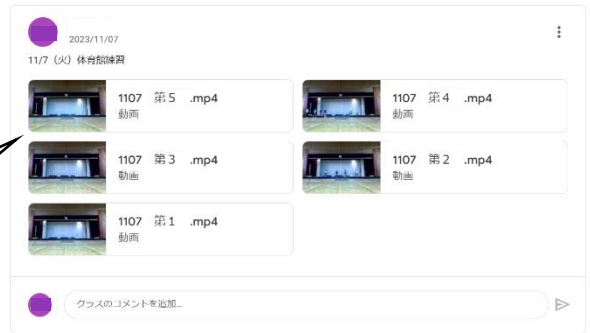 2023/11/07
11/7（火）体育館練習
1107　第５　.mp4
動画
1107　第４　.mp4
動画
1107　第３　.mp4
動画
1107　第２　.mp4
動画
1107　第１　.mp4
動画
クラスのコメントを追加…